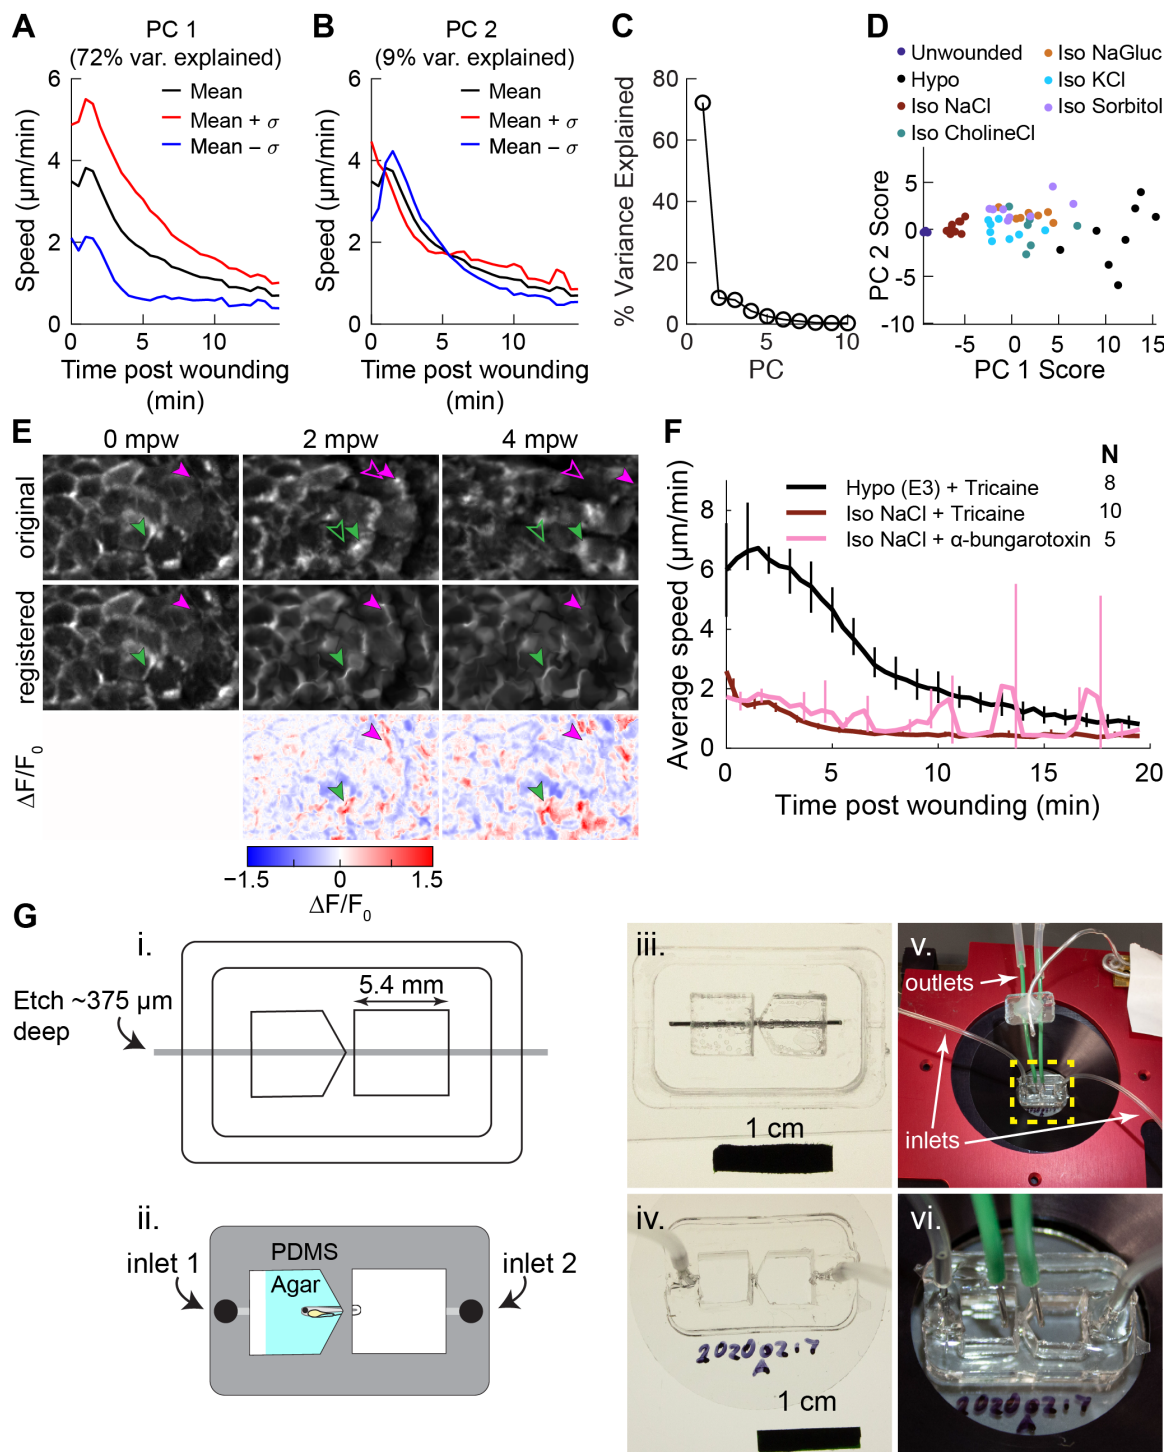 A
PC 1
(72% var. explained)
Speed (µm/min)
6
4
2
0
Mean
Mean + σ
Mean – σ
0
5
10
Time post wounding
(min)
B
PC 2
(9% var. explained)
Speed (µm/min)
6
4
2
0
Mean
Mean + σ
Mean – σ
0
5
10
Time post wounding
(min)
C
% Variance Explained
80
60
40
20
0
0
5
10
PC
D
Unwounded
Hypo
Iso NaCl
Iso CholineCl
Iso NaGluc
Iso KCl
Iso Sorbitol
PC 2 Score
5
0
-5
-10
-5
0
5
10
15
PC 1 Score
E
0 mpw
2 mpw
4 mpw
original
registered
ΔF/F0
−1.5
0
1.5
ΔF/F0
F
N
Hypo (E3) + Tricaine 8
Iso NaCl + Tricaine 10
Iso NaCl + α-bungarotoxin 5
Average speed (µm/min)
8
6
4
2
0
0
5
10
15
20
Time post wounding (min)
G
i.
Etch ~375 µm
deep
5.4 mm
ii.
inlet 1
PDMS
Agar
inlet 2
iii.
1 cm
iv.
20200217
A
1 cm
v.
outlets
inlets
vi.
20200217
A